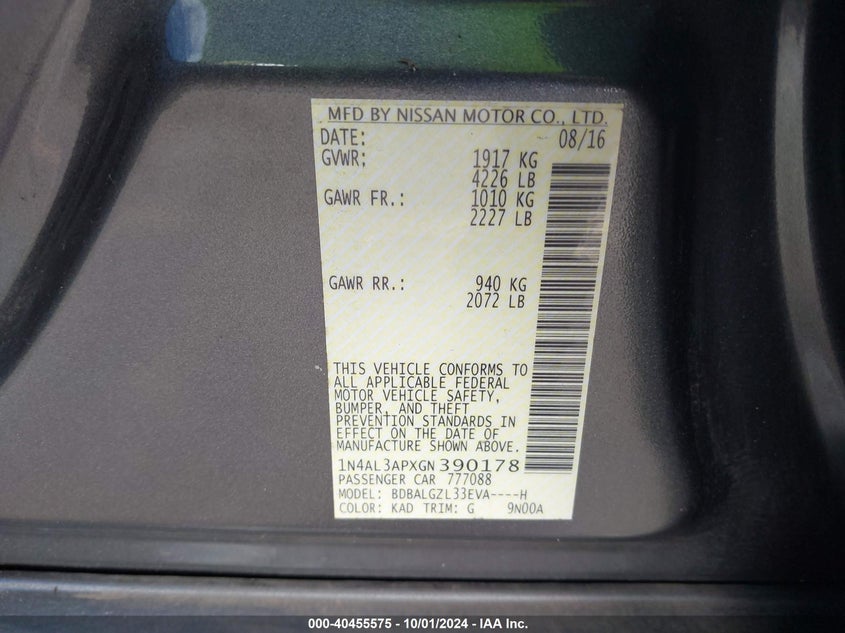 MFD BY NISSAN MOTOR CO., LTD.
DATE: 08/16
GVWR: 1917 KG
4226 LB
GAWR FR.: 1010 KG
2227 LB
GAWR RR.: 940 KG
2072 LB
THIS VEHICLE CONFORMS TO
ALL APPLICABLE FEDERAL
MOTOR VEHICLE SAFETY,
BUMPER, AND THEFT
PREVENTION STANDARDS IN
EFFECT ON THE DATE OF
MANUFACTURE SHOWN ABOVE.
1N4AL3APXGN390178
PASSENGER CAR 777088
MODEL: BDBALGZL33EVA----H
COLOR: KAD TRIM: G 9N00A
000-40455575 - 10/01/2024 - IAA Inc.